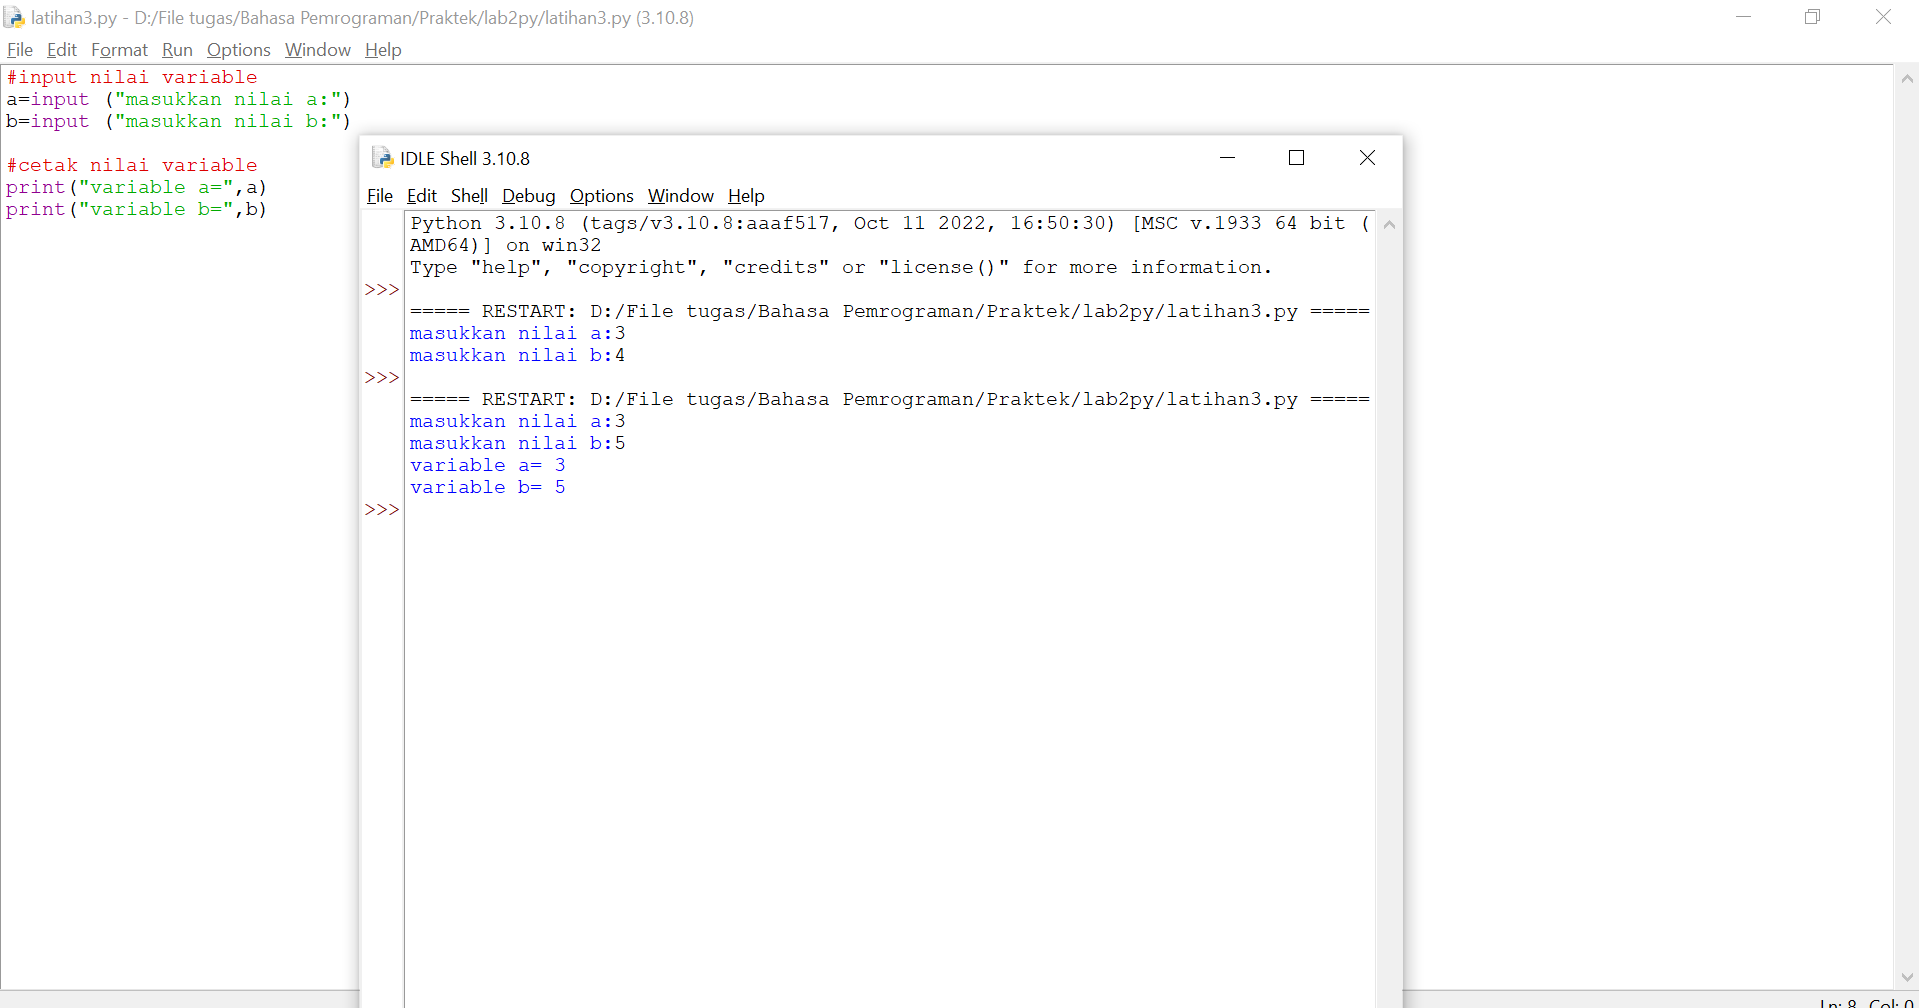 latihan3.py - D:/File tugas/Bahasa Pemrograman/Praktek/lab2py/latihan3.py (3.10.8)
File Edit Format Run Options Window Help
#input nilai variable
a=input ("masukkan nilai a:")
b=input ("masukkan nilai b:")
#cetak nilai variable
print("variable a=",a)
print("variable b=",b)
IDLE Shell 3.10.8
File Edit Shell Debug Options Window Help
Python 3.10.8 (tags/v3.10.8:aaaf517, Oct 11 2022, 16:50:30) [MSC v.1933 64 bit (
AMD64)] on win32
Type "help", "copyright", "credits" or "license()" for more information.
>>>
===== RESTART: D:/File tugas/Bahasa Pemrograman/Praktek/lab2py/latihan3.py =====
masukkan nilai a:3
masukkan nilai b:4
>>>
===== RESTART: D:/File tugas/Bahasa Pemrograman/Praktek/lab2py/latihan3.py =====
masukkan nilai a:3
masukkan nilai b:5
variable a= 3
variable b= 5
>>>
Ln: 8 Col: 0